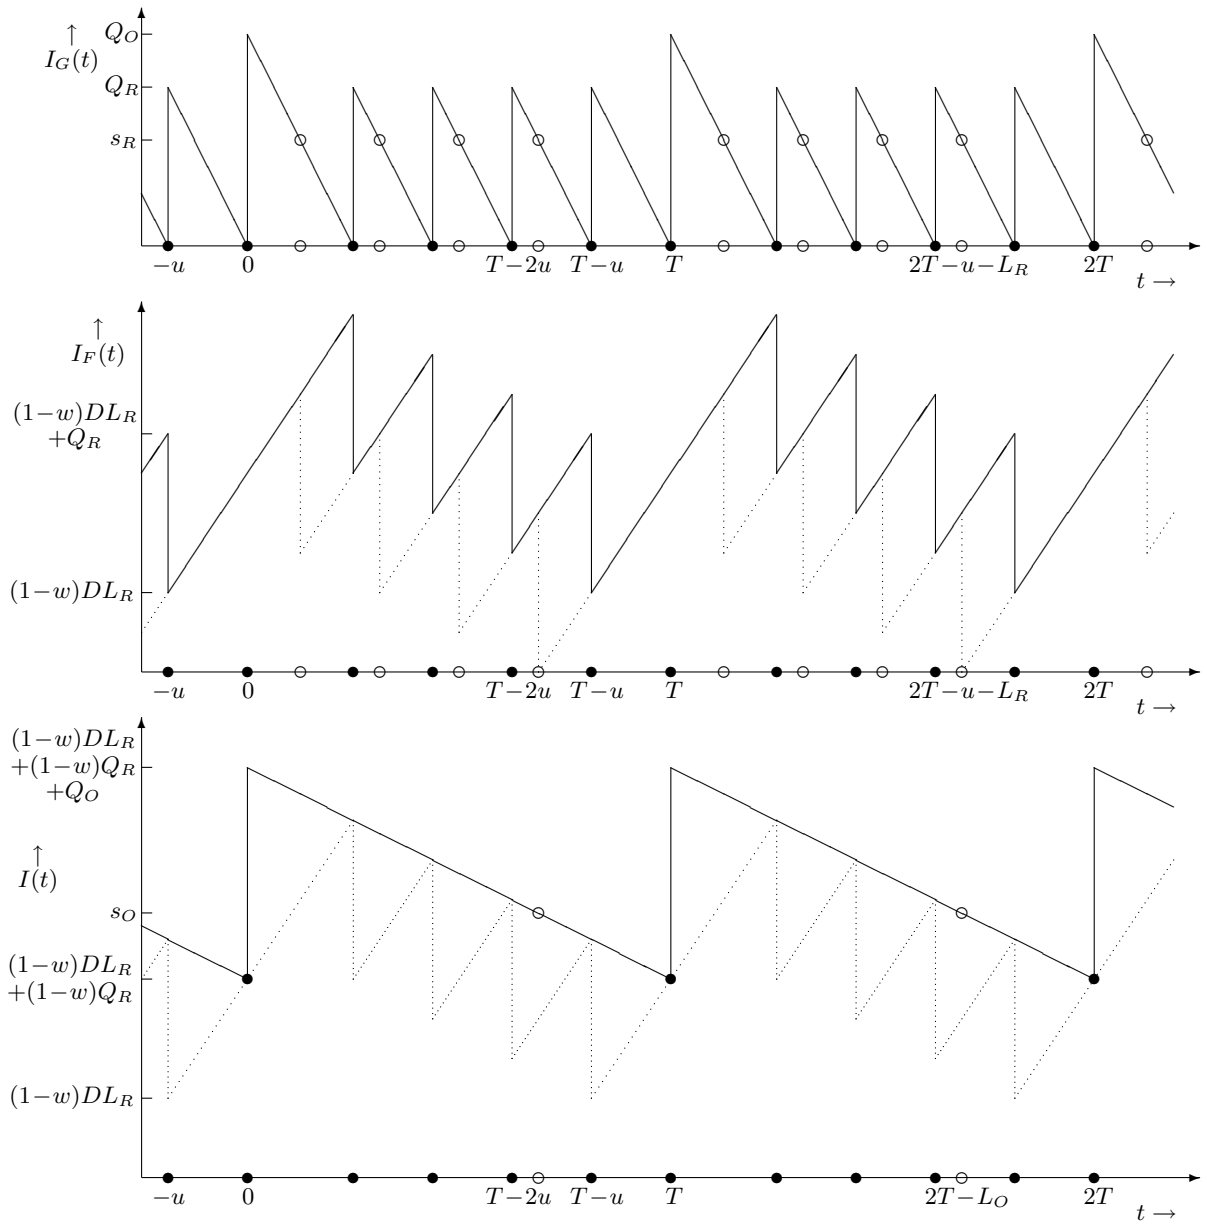 Q_O
↑
I_G(t)
Q_R
s_R
−u 0 T−2u T−u T 2T−u−L_R 2T
t →
↑
I_F(t)
(1−w)DL_R
+Q_R
(1−w)DL_R
−u 0 T−2u T−u T 2T−u−L_R 2T
t →
(1−w)DL_R
+(1−w)Q_R
+Q_O
↑
I(t)
s_O
(1−w)DL_R
+(1−w)Q_R
(1−w)DL_R
−u 0 T−2u T−u T 2T−L_O 2T
t →